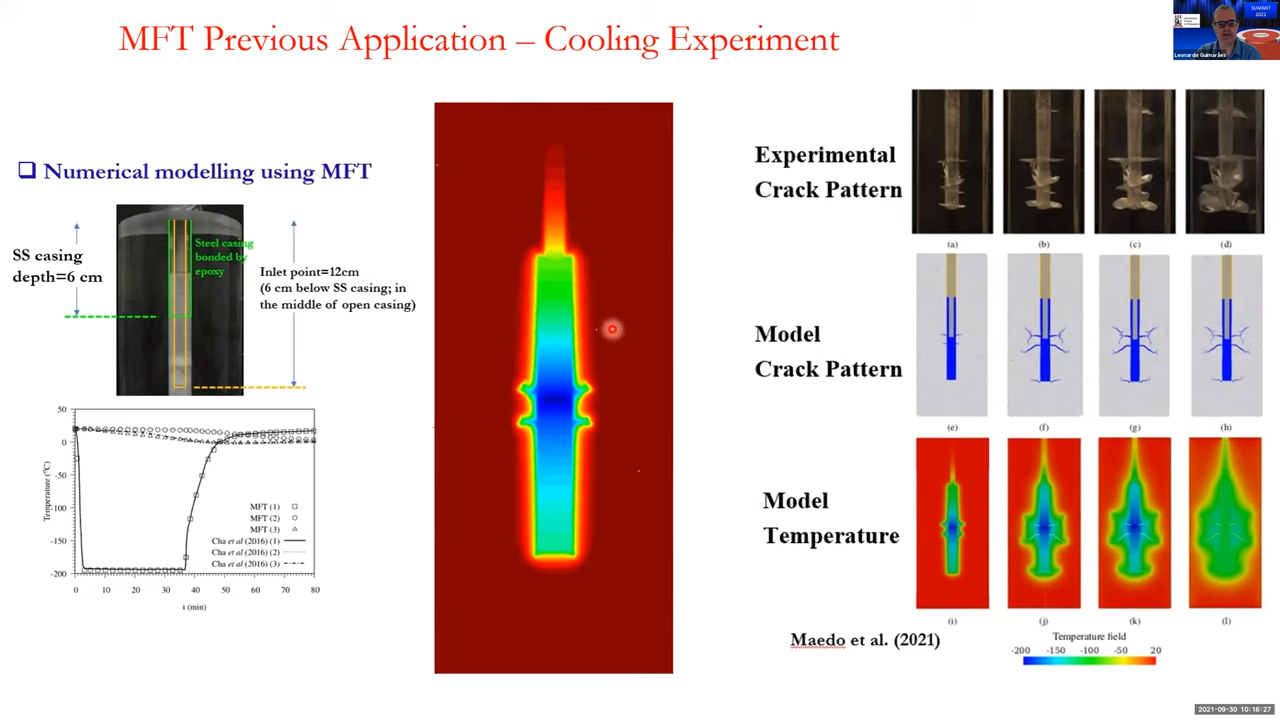 MFT Previous Application – Cooling Experiment
SUMMIT
2021
Leonardo Guimarães
❑ Numerical modelling using MFT
SS casing
depth=6 cm
Steel casing
bonded by
epoxy
Inlet point=12cm
(6 cm below SS casing; in
the middle of open casing)
50
0
-50
-100
-150
-200
Temperature (°C)
MFT (1)
MFT (2)
MFT (3)
Cha et al (2016) (1)
Cha et al (2016) (2)
Cha et al (2016) (3)
0 10 20 30 40 50 60 70 80
t (min)
Experimental
Crack Pattern
(a) (b) (c) (d)
Model
Crack Pattern
(e) (f) (g) (h)
Model
Temperature
(i) (j) (k) (l)
Maedo et al. (2021)
Temperature field
-200 -150 -100 -50 20
2021-09-30 10:16:27